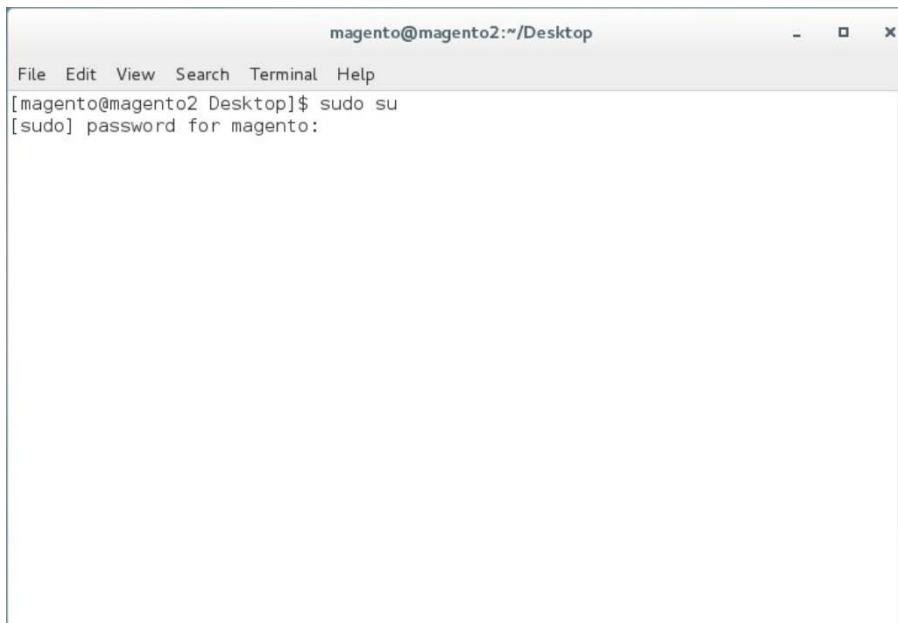 magento@magento2:~/Desktop
File Edit View Search Terminal Help
[magento@magento2 Desktop]$ sudo su
[sudo] password for magento: